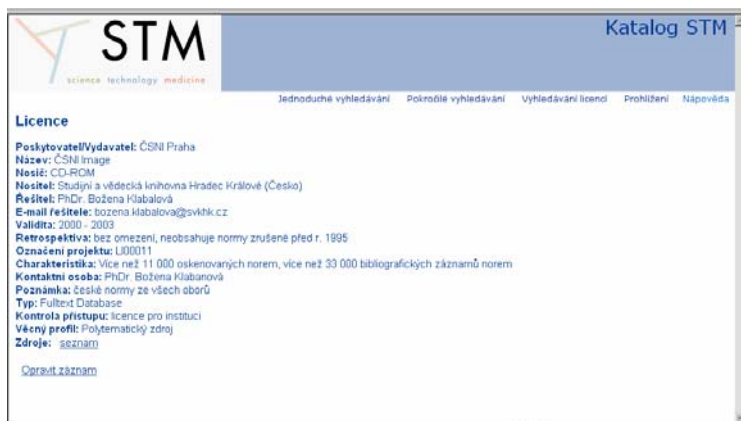 Katalog STM
STM
science technology medicine
Jednoduché vyhledávání Pokročilé vyhledávání Vyhledávání licencí Prohlížení Nápověda
Licence
Poskytovatel/Vydavatel: ČSNI Praha
Název: ČSNI Image
Nosič: CD-ROM
Nositel: Studijní a vědecká knihovna Hradec Králové (Česko)
Řešitel: PhDr. Božena Klabalová
E-mail řešitele: bozena.klabalova@svkhk.cz
Validita: 2000 - 2003
Retrospektiva: bez omezení, neobsahuje normy zrušené před r. 1995
Označení projektu: LI00011
Charakteristika: Více než 11 000 oskenovaných norem, více než 33 000 bibliografických záznamů norem
Kontaktní osoba: PhDr. Božena Klabanová
Poznámka: české normy ze všech oborů
Typ: Fulltext Database
Kontrola přístupu: licence pro instituci
Věcný profil: Polytematický zdroj
Zdroje: seznam
Opravit záznam